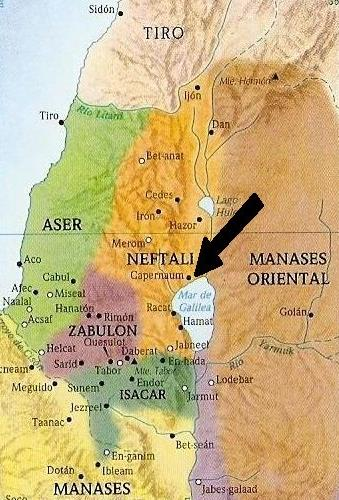 Sidón
TIRO
Mte. Hermón
Ijón
Río Litani
Tiro
Dan
Bet-anat
Cedes
Lago
Hule
Irón
Hazor
ASER
Merom
NEFTALI
MANASES
ORIENTAL
Aco
Capernaum
Cabul
Afec
Miseal
Mar de
Galilea
Naalal
Hanatón
Rimón
Racat
Hamat
Golán
Acsaf
ZABULON
Quesulot
Jabneel
Río Yarmuk
Helcat
Daberat
Sarid
Tabor
Mte. Tabor
En-hada
cneam
Meguido
Sunem
Endor
Lodebar
ISACAR
Jarmut
Jezreel
Taanac
Bet-seán
En-ganim
Dotán
Ibleam
Jabes-galaad
MANASES
Soco